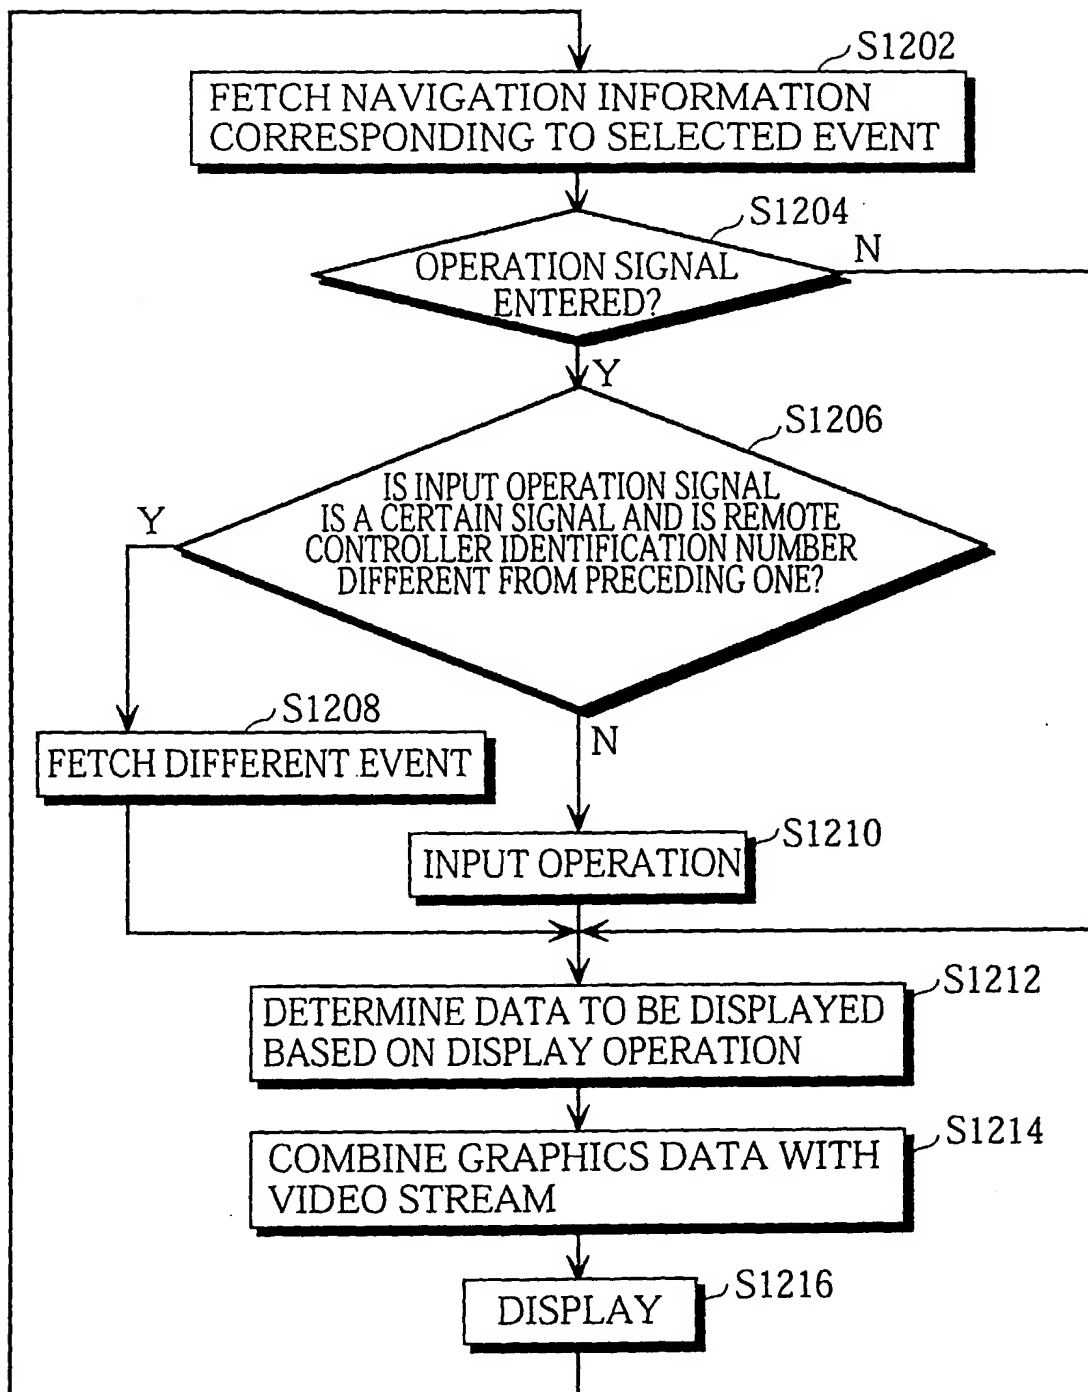 S1202
FETCH NAVIGATION INFORMATION
CORRESPONDING TO SELECTED EVENT
S1204
N
OPERATION SIGNAL
ENTERED?
Y
S1206
IS INPUT OPERATION SIGNAL
IS A CERTAIN SIGNAL AND IS REMOTE
CONTROLLER IDENTIFICATION NUMBER
DIFFERENT FROM PRECEDING ONE?
Y
S1208
FETCH DIFFERENT EVENT
N
S1210
INPUT OPERATION
S1212
DETERMINE DATA TO BE DISPLAYED
BASED ON DISPLAY OPERATION
S1214
COMBINE GRAPHICS DATA WITH
VIDEO STREAM
S1216
DISPLAY